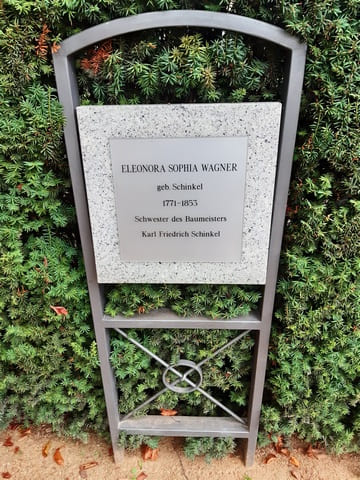 ELEONORA SOPHIA WAGNER
geb. Schinkel
1771-1853
Schwester des Baumeisters
Karl Friedrich Schinkel